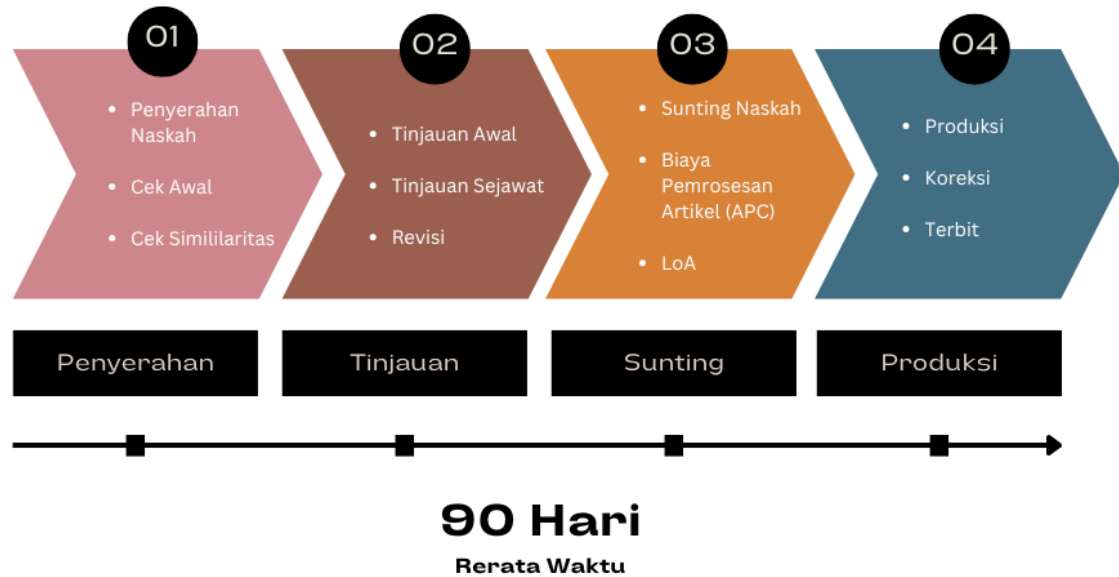 01
Penyerahan
Naskah
Cek Awal
Cek Simililaritas
02
Tinjauan Awal
Tinjauan Sejawat
Revisi
03
Sunting Naskah
Biaya
Pemrosesan
Artikel (APC)
LoA
04
Produksi
Koreksi
Terbit
Penyerahan
Tinjauan
Sunting
Produksi
90 Hari
Rerata Waktu